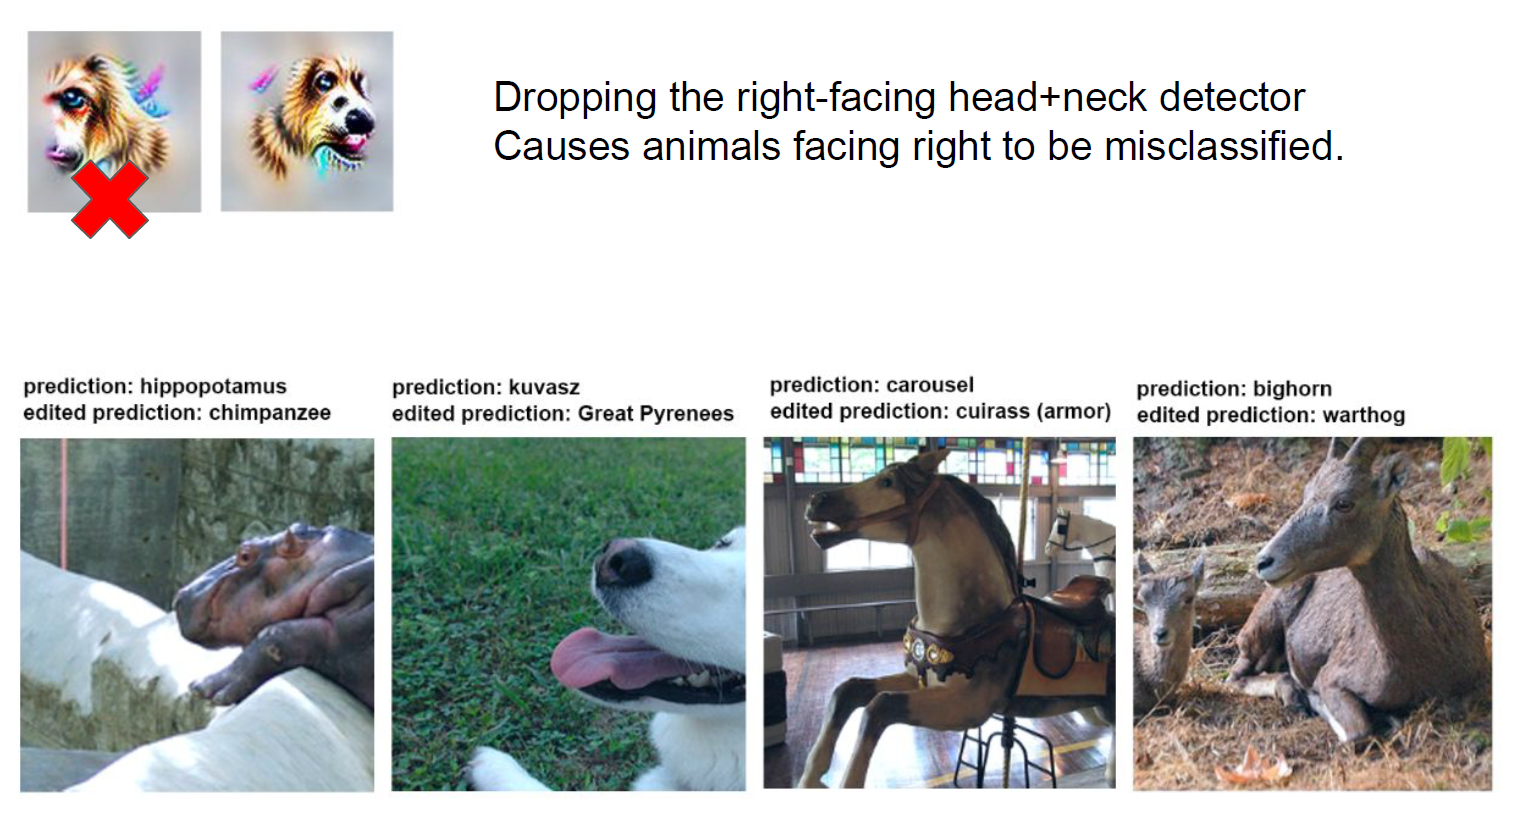 Dropping the right-facing head+neck detector
Causes animals facing right to be misclassified.
prediction: hippopotamus
edited prediction: chimpanzee
prediction: kuvasz
edited prediction: Great Pyrenees
prediction: carousel
edited prediction: cuirass (armor)
prediction: bighorn
edited prediction: warthog